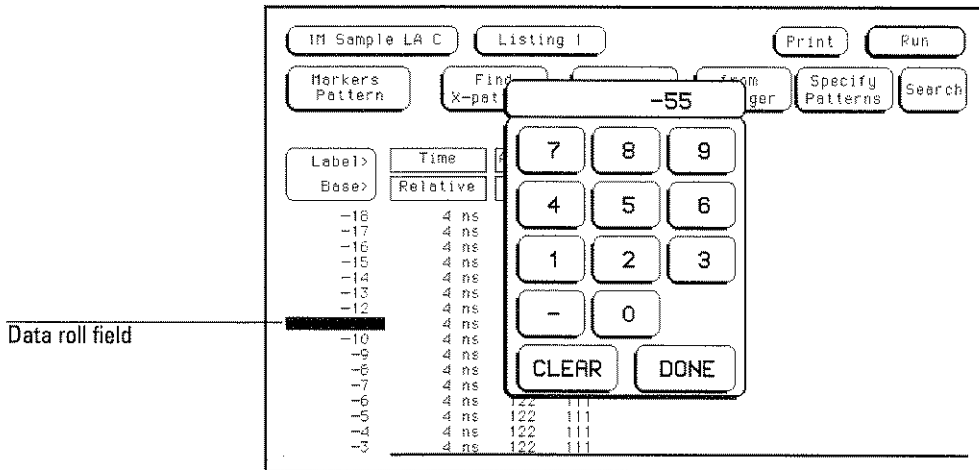 1M Sample LA C Listing 1 Print Run
Markers Pattern Find X-pat from ger Specify Patterns Search
-55
Label> Time
Base> Relative
7 8 9
4 5 6
1 2 3
- 0
CLEAR DONE
-18 4 ns
-17 4 ns
-16 4 ns
-15 4 ns
-14 4 ns
-13 4 ns
-12 4 ns
Data roll field 4 ns
-10 4 ns
-9 4 ns
-8 4 ns
-7 4 ns
-6 4 ns 122 111
-5 4 ns 122 111
-4 4 ns 122 111
-3 4 ns 122 111